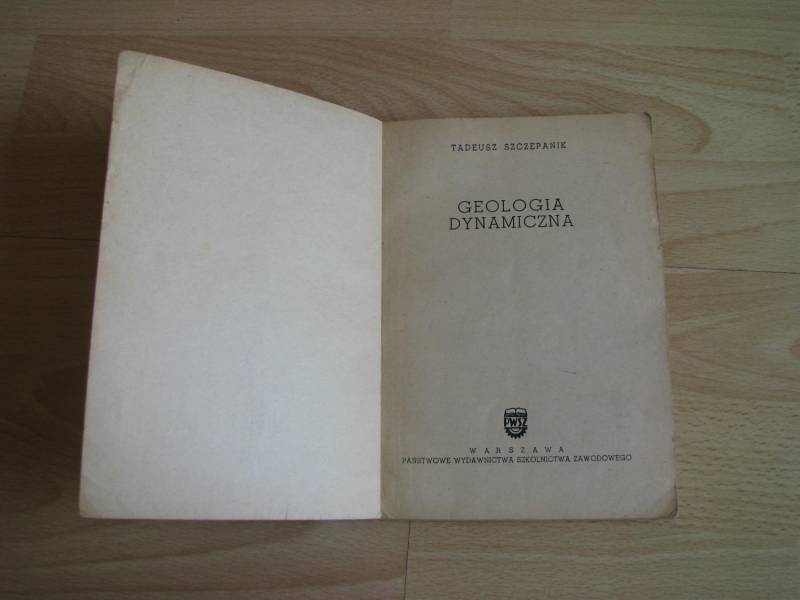 TADEUSZ SZCZEPANIK
GEOLOGIA
DYNAMICZNA
PWSZ
WARSZAWA
PAŃSTWOWE WYDAWNICTWA SZKOLNICTWA ZAWODOWEGO